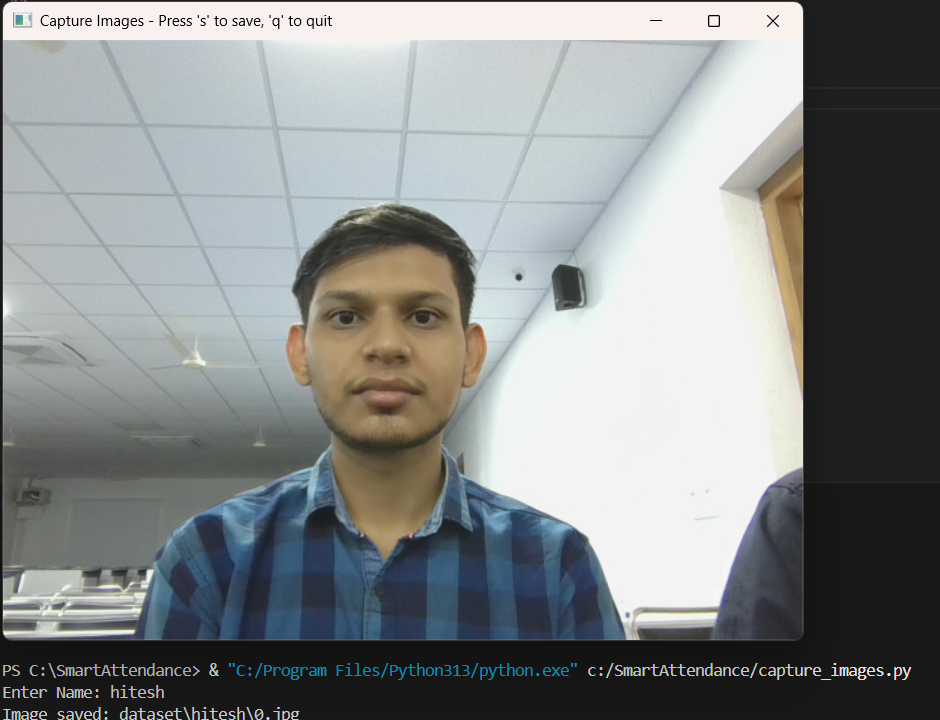 Capture Images - Press 's' to save, 'q' to quit
PS C:\SmartAttendance> & "C:/Program Files/Python313/python.exe" c:/SmartAttendance/capture_images.py
Enter Name: hitesh
Image saved: dataset\hitesh\0.jpg